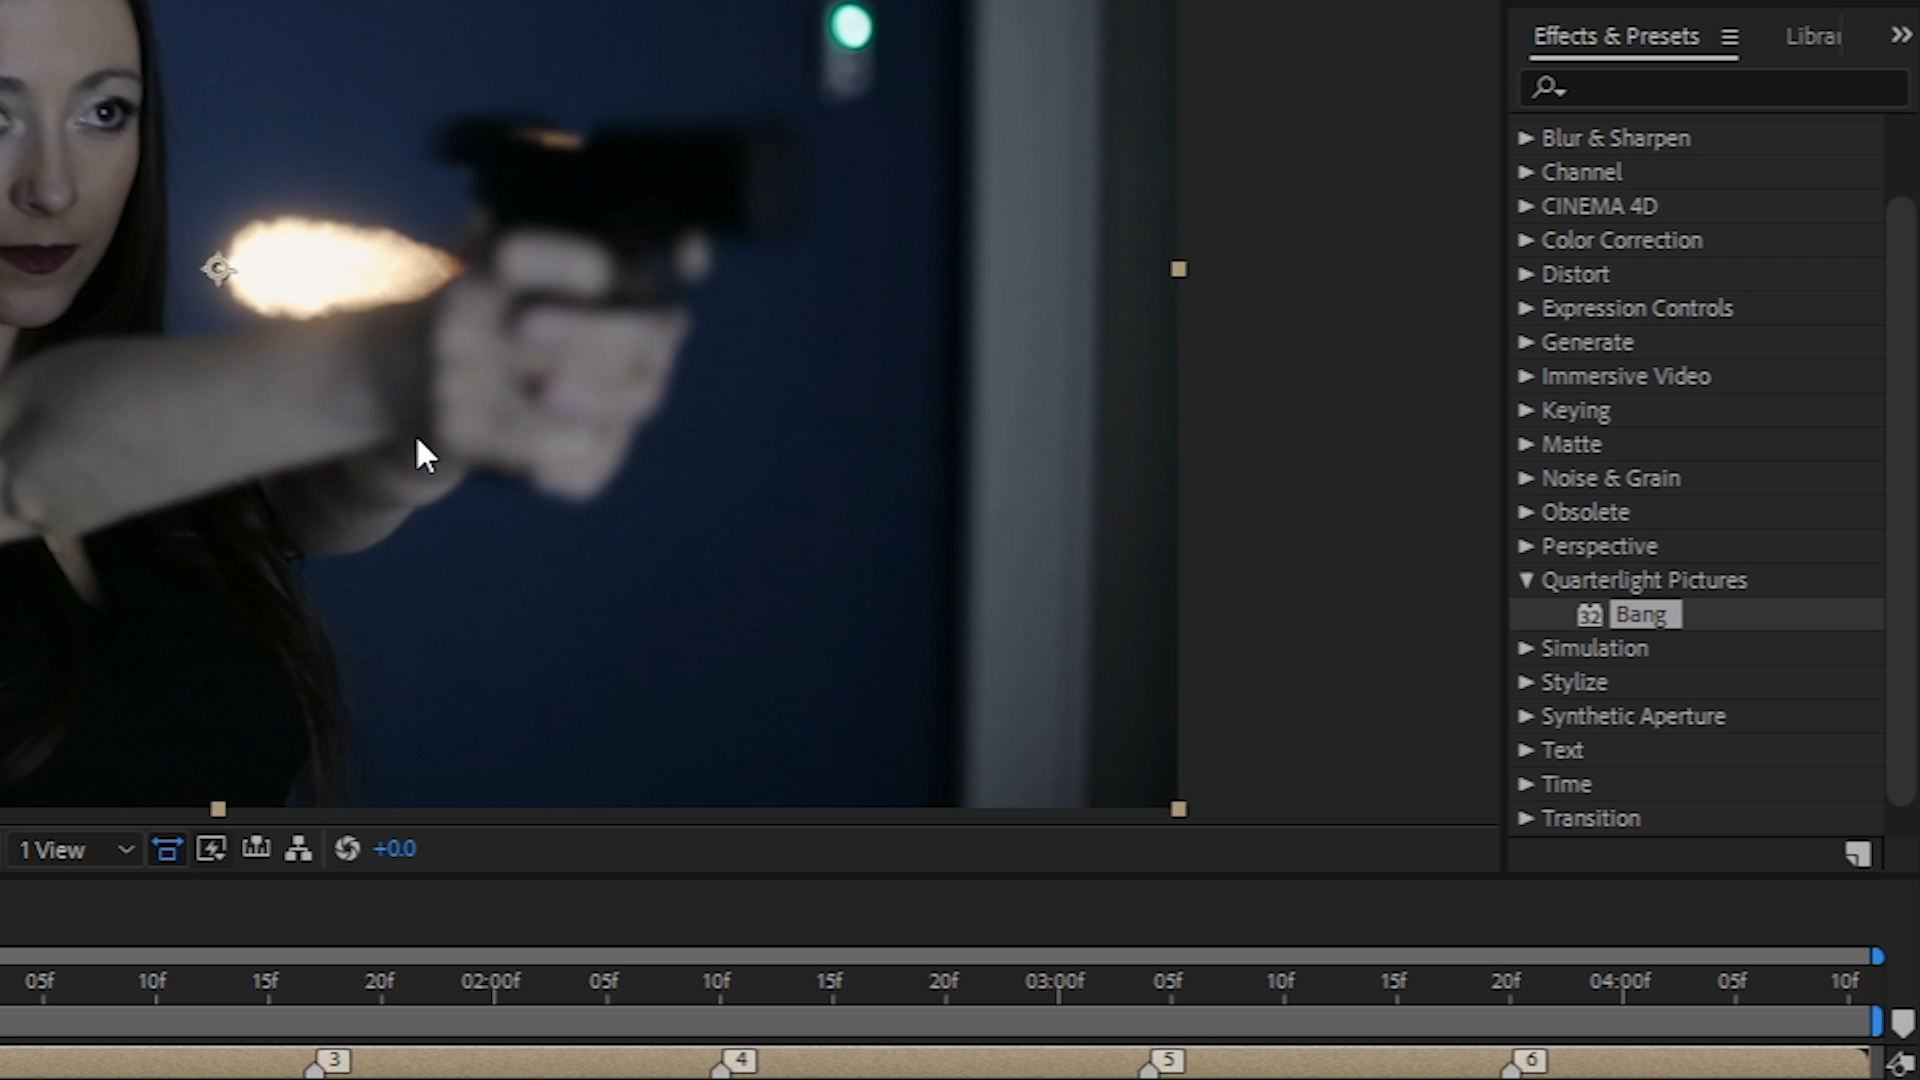 Effects & Presets
Librar
Blur & Sharpen
Channel
CINEMA 4D
Color Correction
Distort
Expression Controls
Generate
Immersive Video
Keying
Matte
Noise & Grain
Obsolete
Perspective
Quarterlight Pictures
32 Bang
Simulation
Stylize
Synthetic Aperture
Text
Time
Transition
1 View
+0.0
05f 10f 15f 20f 02:00f 05f 10f 15f 20f 03:00f 05f 10f 15f 20f 04:00f 05f 10f
3 4 5 6